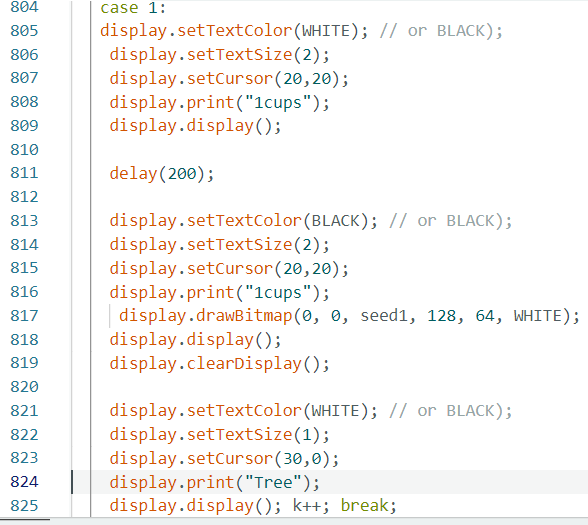 804 case 1:
805 display.setTextColor(WHITE); // or BLACK);
806 display.setTextSize(2);
807 display.setCursor(20,20);
808 display.print("1cups");
809 display.display();
810
811 delay(200);
812
813 display.setTextColor(BLACK); // or BLACK);
814 display.setTextSize(2);
815 display.setCursor(20,20);
816 display.print("1cups");
817 display.drawBitmap(0, 0, seed1, 128, 64, WHITE);
818 display.display();
819 display.clearDisplay();
820
821 display.setTextColor(WHITE); // or BLACK);
822 display.setTextSize(1);
823 display.setCursor(30,0);
824 display.print("Tree");
825 display.display(); k++; break;